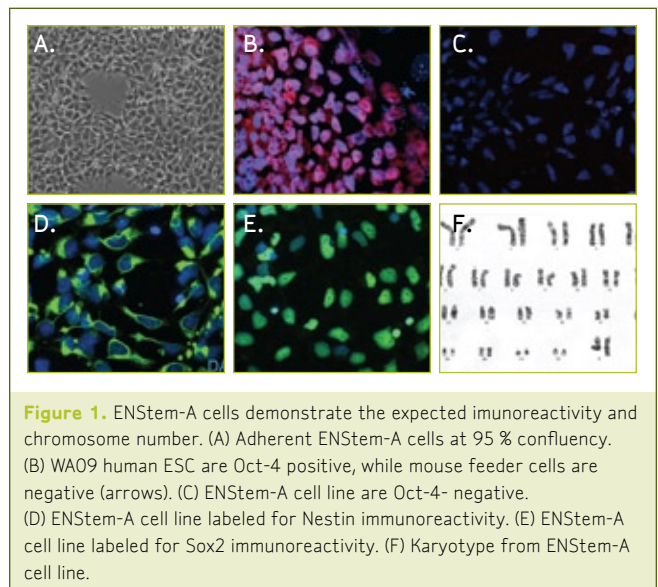 A.
B.
C.
D.
E.
F.
Figure 1. ENStem-A cells demonstrate the expected imunoreactivity and
chromosome number. (A) Adherent ENStem-A cells at 95 % confluency.
(B) WA09 human ESC are Oct-4 positive, while mouse feeder cells are
negative (arrows). (C) ENStem-A cell line are Oct-4- negative.
(D) ENStem-A cell line labeled for Nestin immunoreactivity. (E) ENStem-A
cell line labeled for Sox2 immunoreactivity. (F) Karyotype from ENStem-A
cell line.